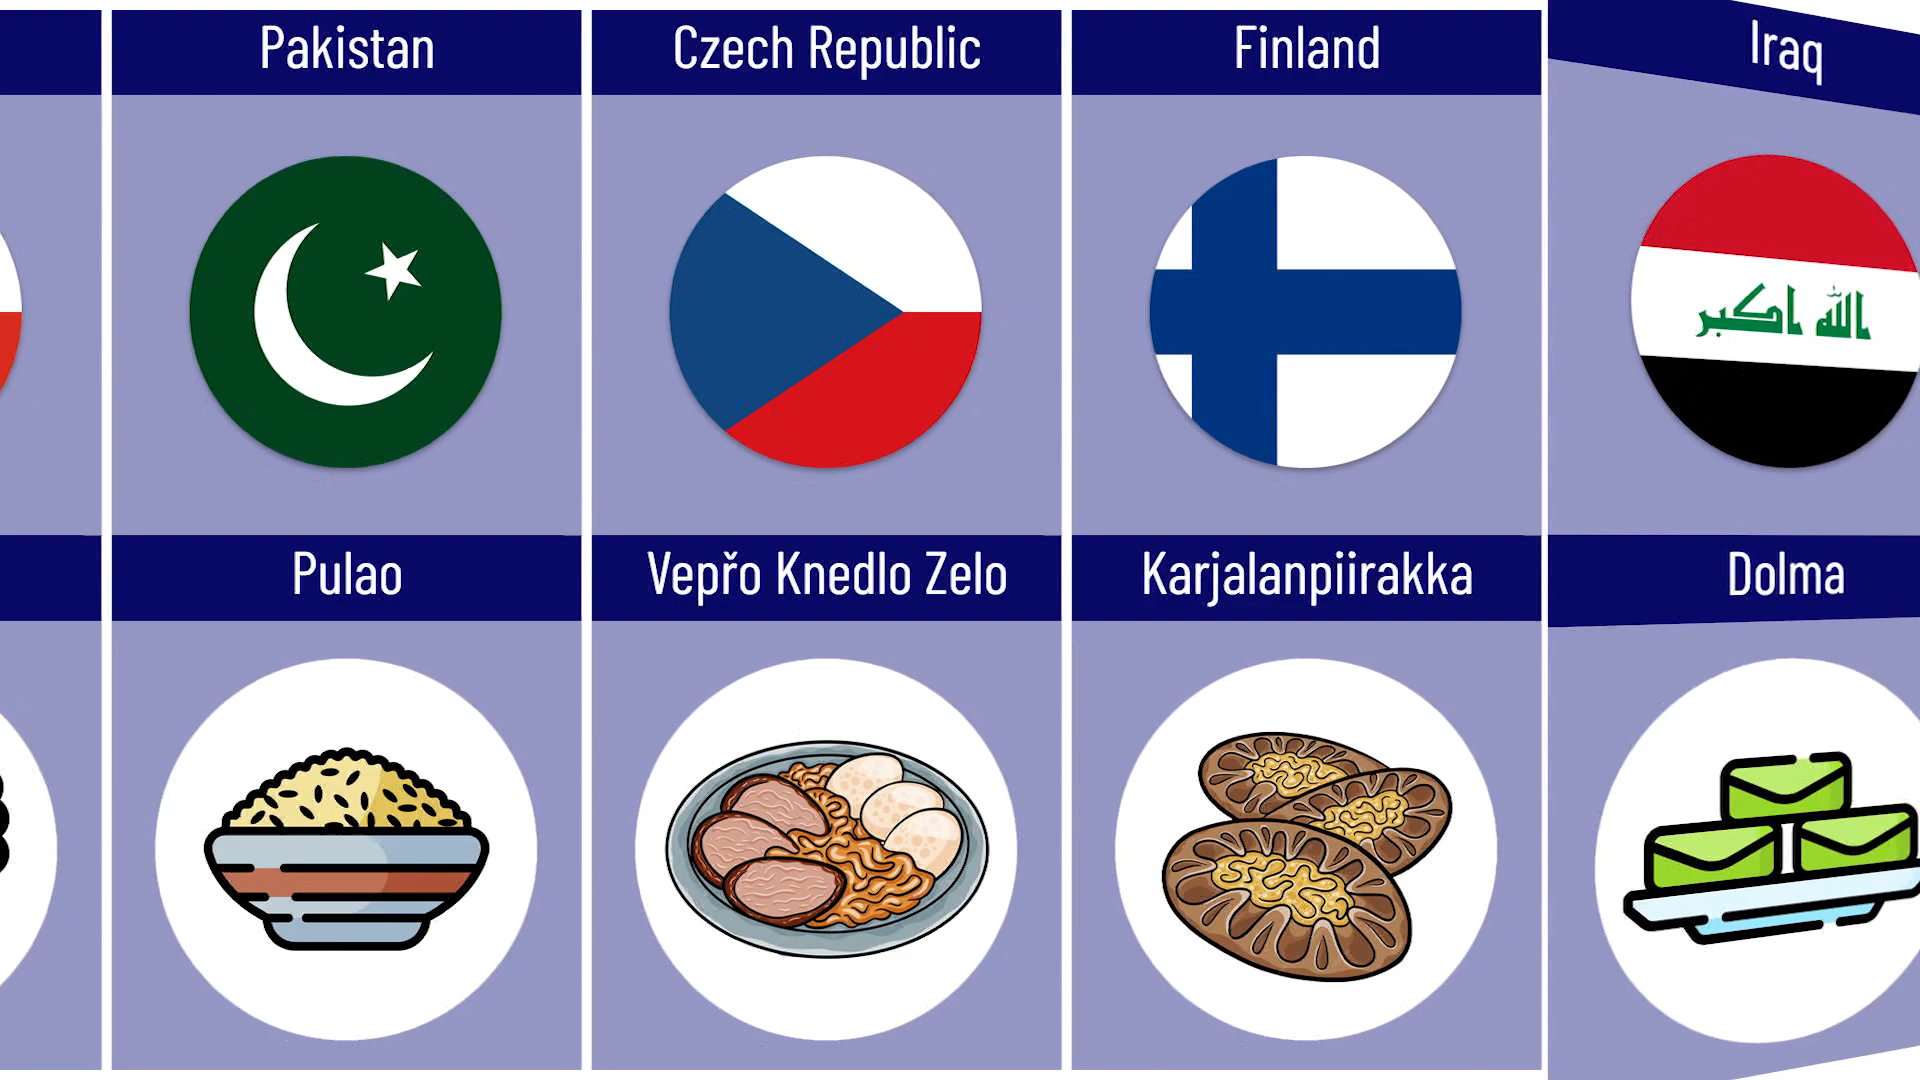 Pakistan
Czech Republic
Finland
Iraq
الله اكبر
Pulao
Vepřo Knedlo Zelo
Karjalanpiirakka
Dolma